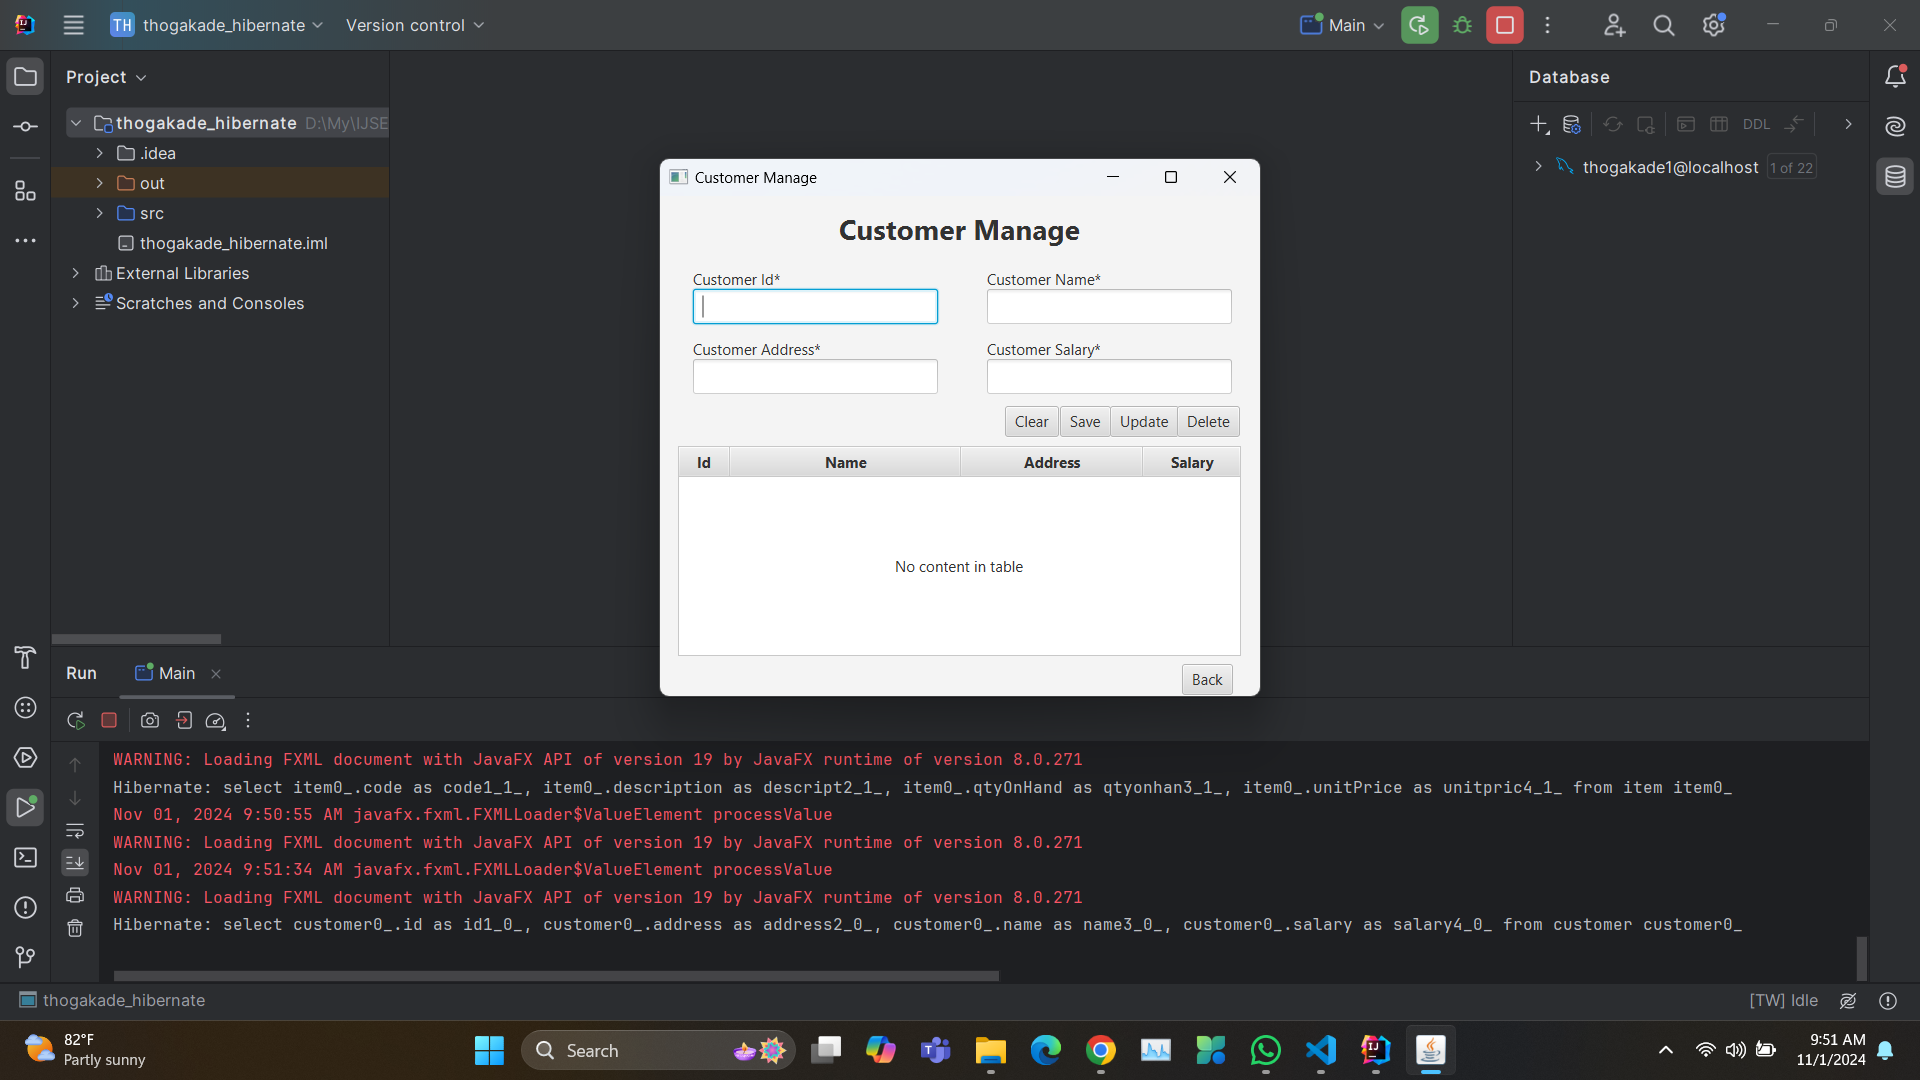 TH thogakade_hibernate Version control Main
Project
Database
thogakade_hibernate D:\My\IJSE
.idea
out
src
thogakade_hibernate.iml
External Libraries
Scratches and Consoles
DDL
thogakade1@localhost 1 of 22
Customer Manage
Customer Manage
Customer Id* Customer Name*
Customer Address* Customer Salary*
Clear Save Update Delete
Id Name Address Salary
No content in table
Back
Run Main
WARNING: Loading FXML document with JavaFX API of version 19 by JavaFX runtime of version 8.0.271
Hibernate: select item0_.code as code1_1_, item0_.description as descript2_1_, item0_.qtyOnHand as qtyonhan3_1_, item0_.unitPrice as unitpric4_1_ from item item0_
Nov 01, 2024 9:50:55 AM javafx.fxml.FXMLLoader$ValueElement processValue
WARNING: Loading FXML document with JavaFX API of version 19 by JavaFX runtime of version 8.0.271
Nov 01, 2024 9:51:34 AM javafx.fxml.FXMLLoader$ValueElement processValue
WARNING: Loading FXML document with JavaFX API of version 19 by JavaFX runtime of version 8.0.271
Hibernate: select customer0_.id as id1_0_, customer0_.address as address2_0_, customer0_.name as name3_0_, customer0_.salary as salary4_0_ from customer customer0_
thogakade_hibernate
[TW] Idle
82°F
Partly sunny
Search
9:51 AM
11/1/2024